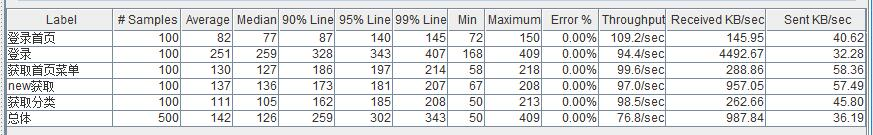 Label # Samples Average Median 90% Line 95% Line 99% Line Min Maximum Error % Throughput Received KB/sec Sent KB/sec
登录首页 100 82 77 87 140 145 72 150 0.00% 109.2/sec 145.95 40.62
登录 100 251 259 328 343 407 168 409 0.00% 94.4/sec 4492.67 32.28
获取首页菜单 100 130 127 186 197 214 58 218 0.00% 99.6/sec 288.86 58.36
new获取 100 137 136 173 181 207 67 208 0.00% 97.0/sec 957.05 57.49
获取分类 100 111 105 162 185 208 50 213 0.00% 98.5/sec 262.66 45.80
总体 500 142 126 259 302 343 50 409 0.00% 76.8/sec 987.84 36.19